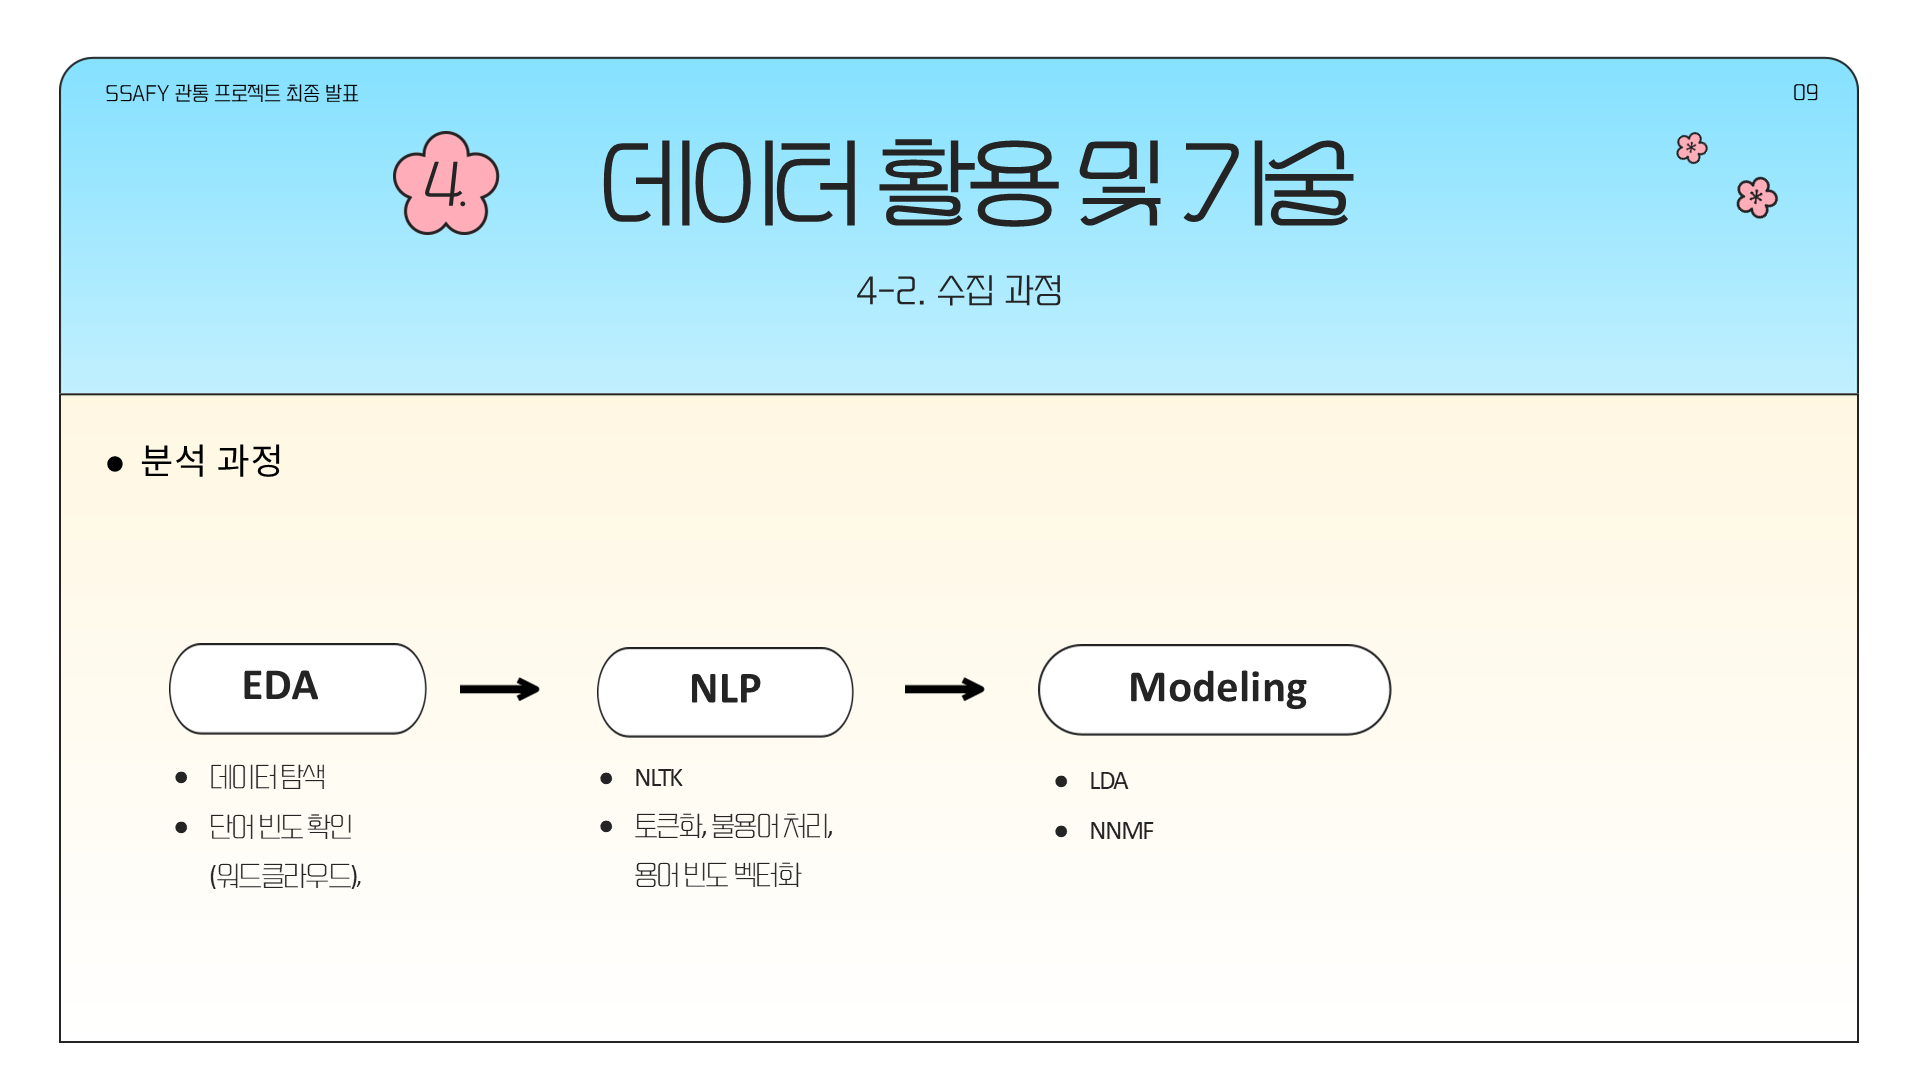 SSAFY 관통 프로젝트 최종 발표
09
4.
데이터 활용 및 기술
* 
*
4-2. 수집 과정
● 분석 과정
EDA
NLP
Modeling
● 데이터 탐색
● 단어 빈도 확인
(워드클라우드),
● NLTK
● 토큰화, 불용어 처리,
용어 빈도 벡터화
● LDA
● NNMF